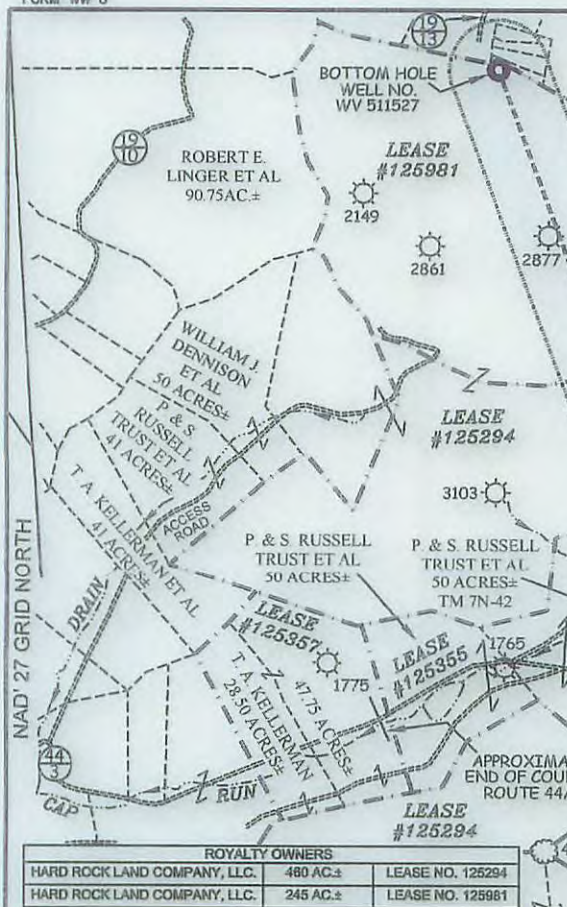 19
13
BOTTOM HOLE
WELL NO.
WV 511527
19
10
ROBERT E.
LINGER ET AL
90.75AC.±
LEASE
#125981
2149
2861
2877
WILLIAM J.
DENNISON
ET AL
50 ACRES±
P. & S.
RUSSELL
TRUST ET AL
41 ACRES±
T. A. KELLERMAN ET AL
41 ACRES±
ACCESS
ROAD
LEASE
#125294
3103
P. & S. RUSSELL
TRUST ET AL
50 ACRES±
P. & S. RUSSELL
TRUST ET AL
50 ACRES±
TM 7N-42
NAD' 27 GRID NORTH
DRAIN
LEASE
#125357
1775
LEASE
#125355
1765
T. A. KELLERMAN
28.50 ACRES±
47.75 ACRES±
44
3
CAP
RUN
APPROXIMA
END OF COU
ROUTE 44/
LEASE
#125294
ROYALTY OWNERS
HARD ROCK LAND COMPANY, LLC. 460 AC.± LEASE NO. 125294
HARD ROCK LAND COMPANY, LLC. 245 AC.± LEASE NO. 125981